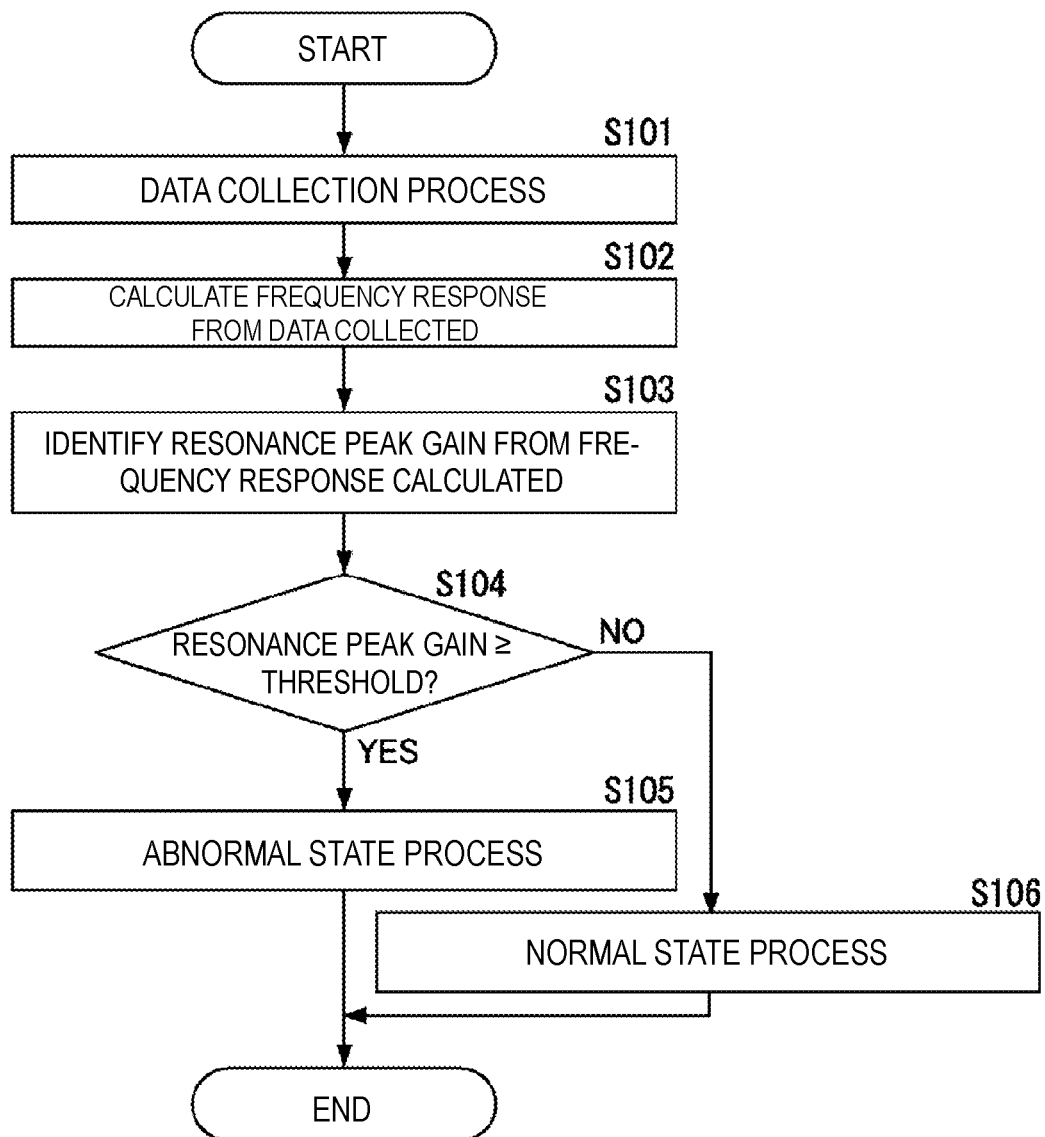 START
S101
DATA COLLECTION PROCESS
S102
CALCULATE FREQUENCY RESPONSE
FROM DATA COLLECTED
S103
IDENTIFY RESONANCE PEAK GAIN FROM FRE-
QUENCY RESPONSE CALCULATED
S104
RESONANCE PEAK GAIN ≥
THRESHOLD?
NO
YES
S105
ABNORMAL STATE PROCESS
S106
NORMAL STATE PROCESS
END